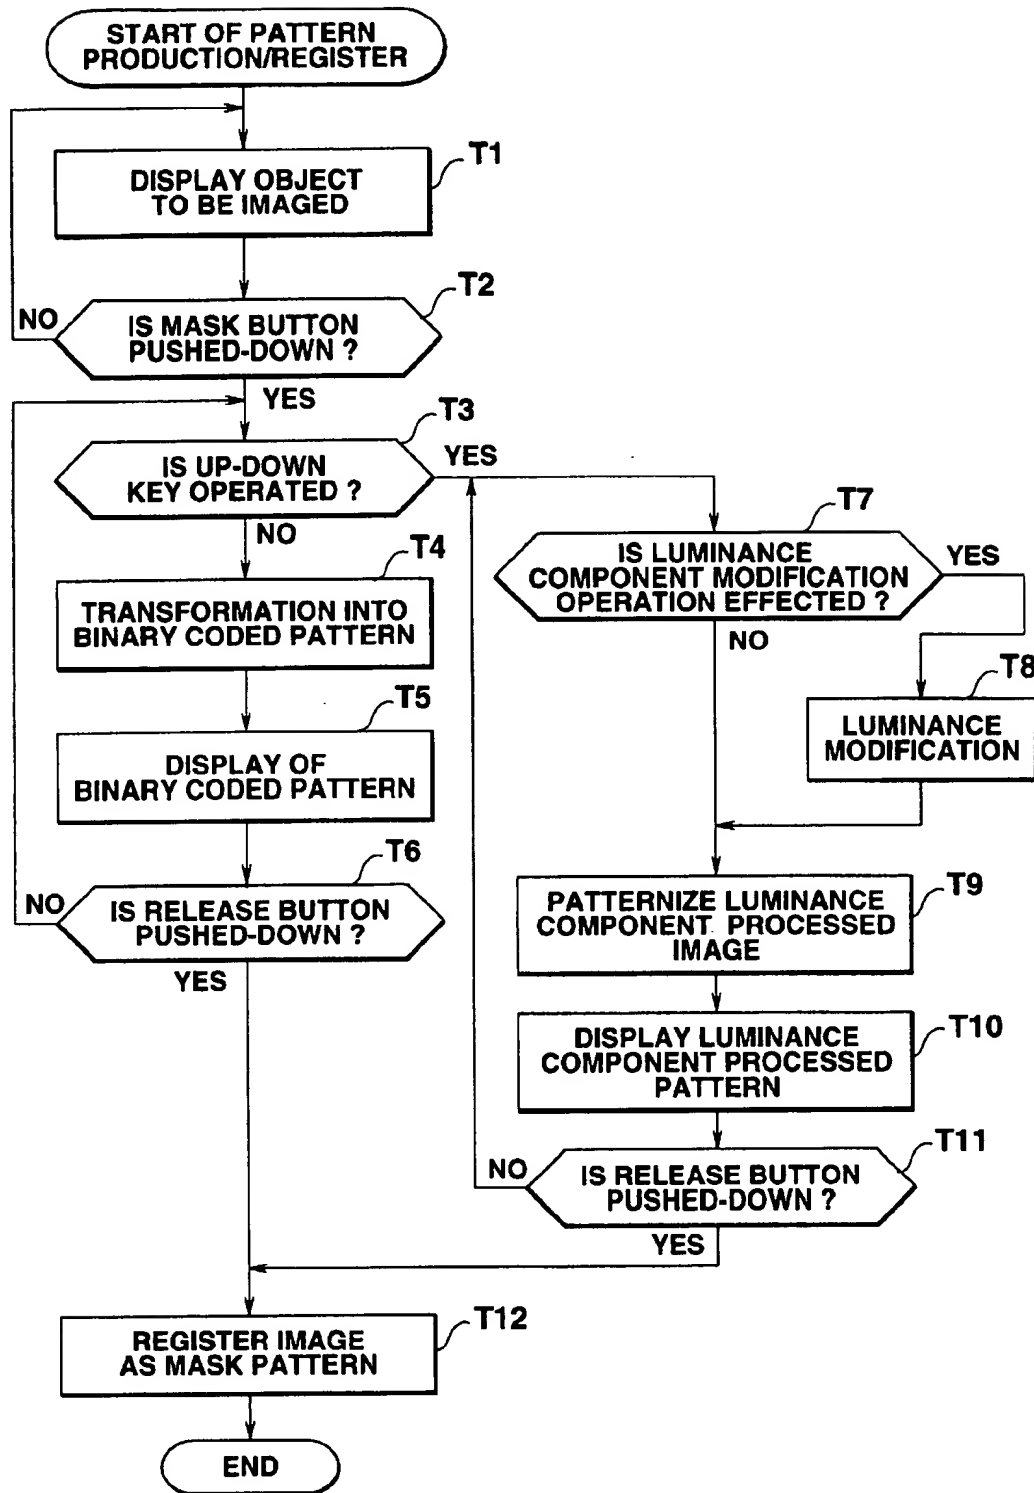 START OF PATTERN
PRODUCTION/REGISTER
T1
DISPLAY OBJECT
TO BE IMAGED
T2
NO
IS MASK BUTTON
PUSHED-DOWN ?
YES
T3
IS UP-DOWN
KEY OPERATED ?
YES
NO
T4
TRANSFORMATION INTO
BINARY CODED PATTERN
T5
DISPLAY OF
BINARY CODED PATTERN
T6
NO
IS RELEASE BUTTON
PUSHED-DOWN ?
YES
T7
IS LUMINANCE
COMPONENT MODIFICATION
OPERATION EFFECTED ?
YES
NO
T8
LUMINANCE
MODIFICATION
T9
PATTERNIZE LUMINANCE
COMPONENT PROCESSED
IMAGE
T10
DISPLAY LUMINANCE
COMPONENT PROCESSED
PATTERN
T11
NO
IS RELEASE BUTTON
PUSHED-DOWN ?
YES
T12
REGISTER IMAGE
AS MASK PATTERN
END